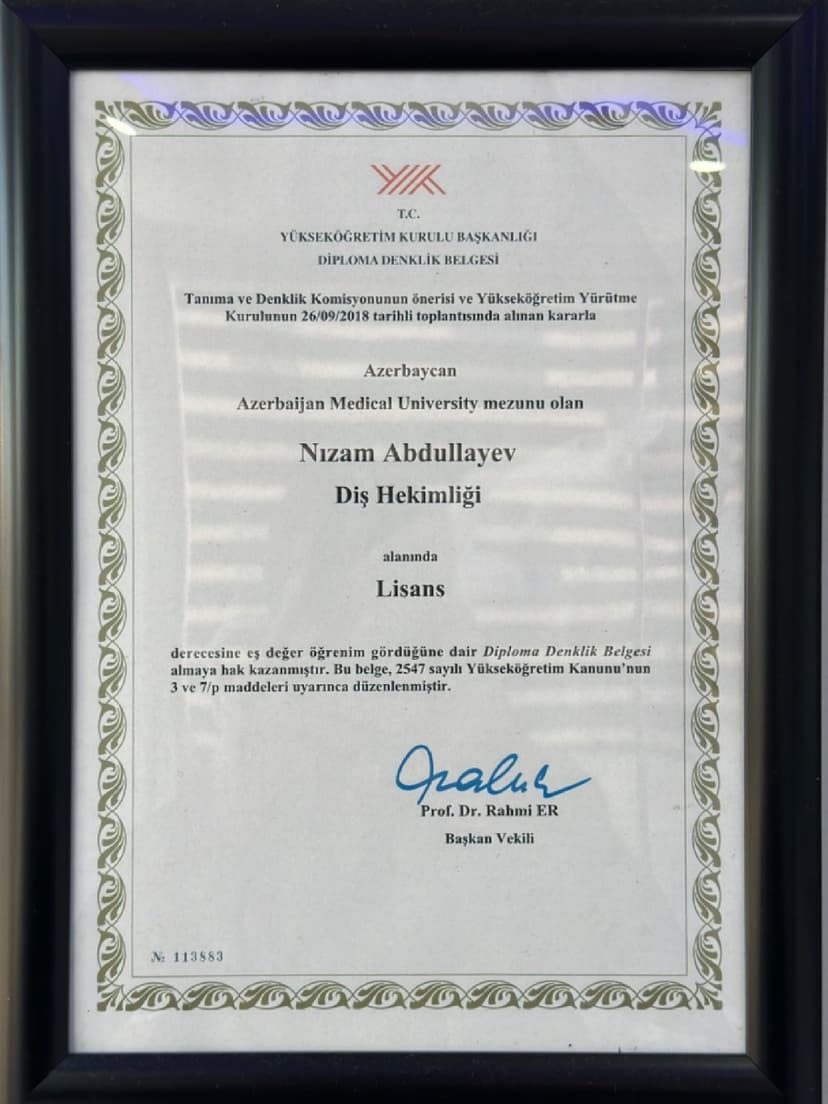 T.C.
YÜKSEKÖĞRETİM KURULU BAŞKANLIĞI
DİPLOMA DENKLİK BELGESİ
Tanıma ve Denklik Komisyonunun önerisi ve Yükseköğretim Yürütme
Kurulunun 26/09/2018 tarihli toplantısında alınan kararla
Azerbaycan
Azerbaijan Medical University mezunu olan
Nızam Abdullayev
Diş Hekimliği
alanında
Lisans
derecesine eş değer öğrenim gördüğüne dair Diploma Denklik Belgesi
almaya hak kazanmıştır. Bu belge, 2547 sayılı Yükseköğretim Kanunu’nun
3 ve 7/p maddeleri uyarınca düzenlenmiştir.
Prof. Dr. Rahmi ER
Başkan Vekili
№ 113883